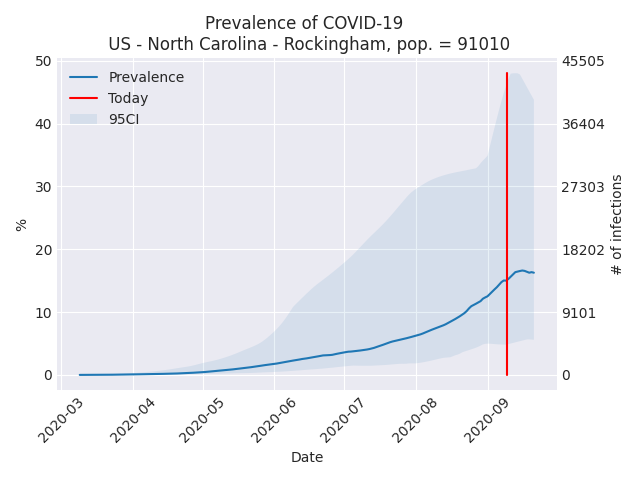 Prevalence of COVID-19
US - North Carolina - Rockingham, pop. = 91010
Prevalence
Today
95CI
50
40
30
20
10
0
%
45505
36404
27303
18202
9101
0
# of infections
2020-03
2020-04
2020-05
2020-06
2020-07
2020-08
2020-09
Date